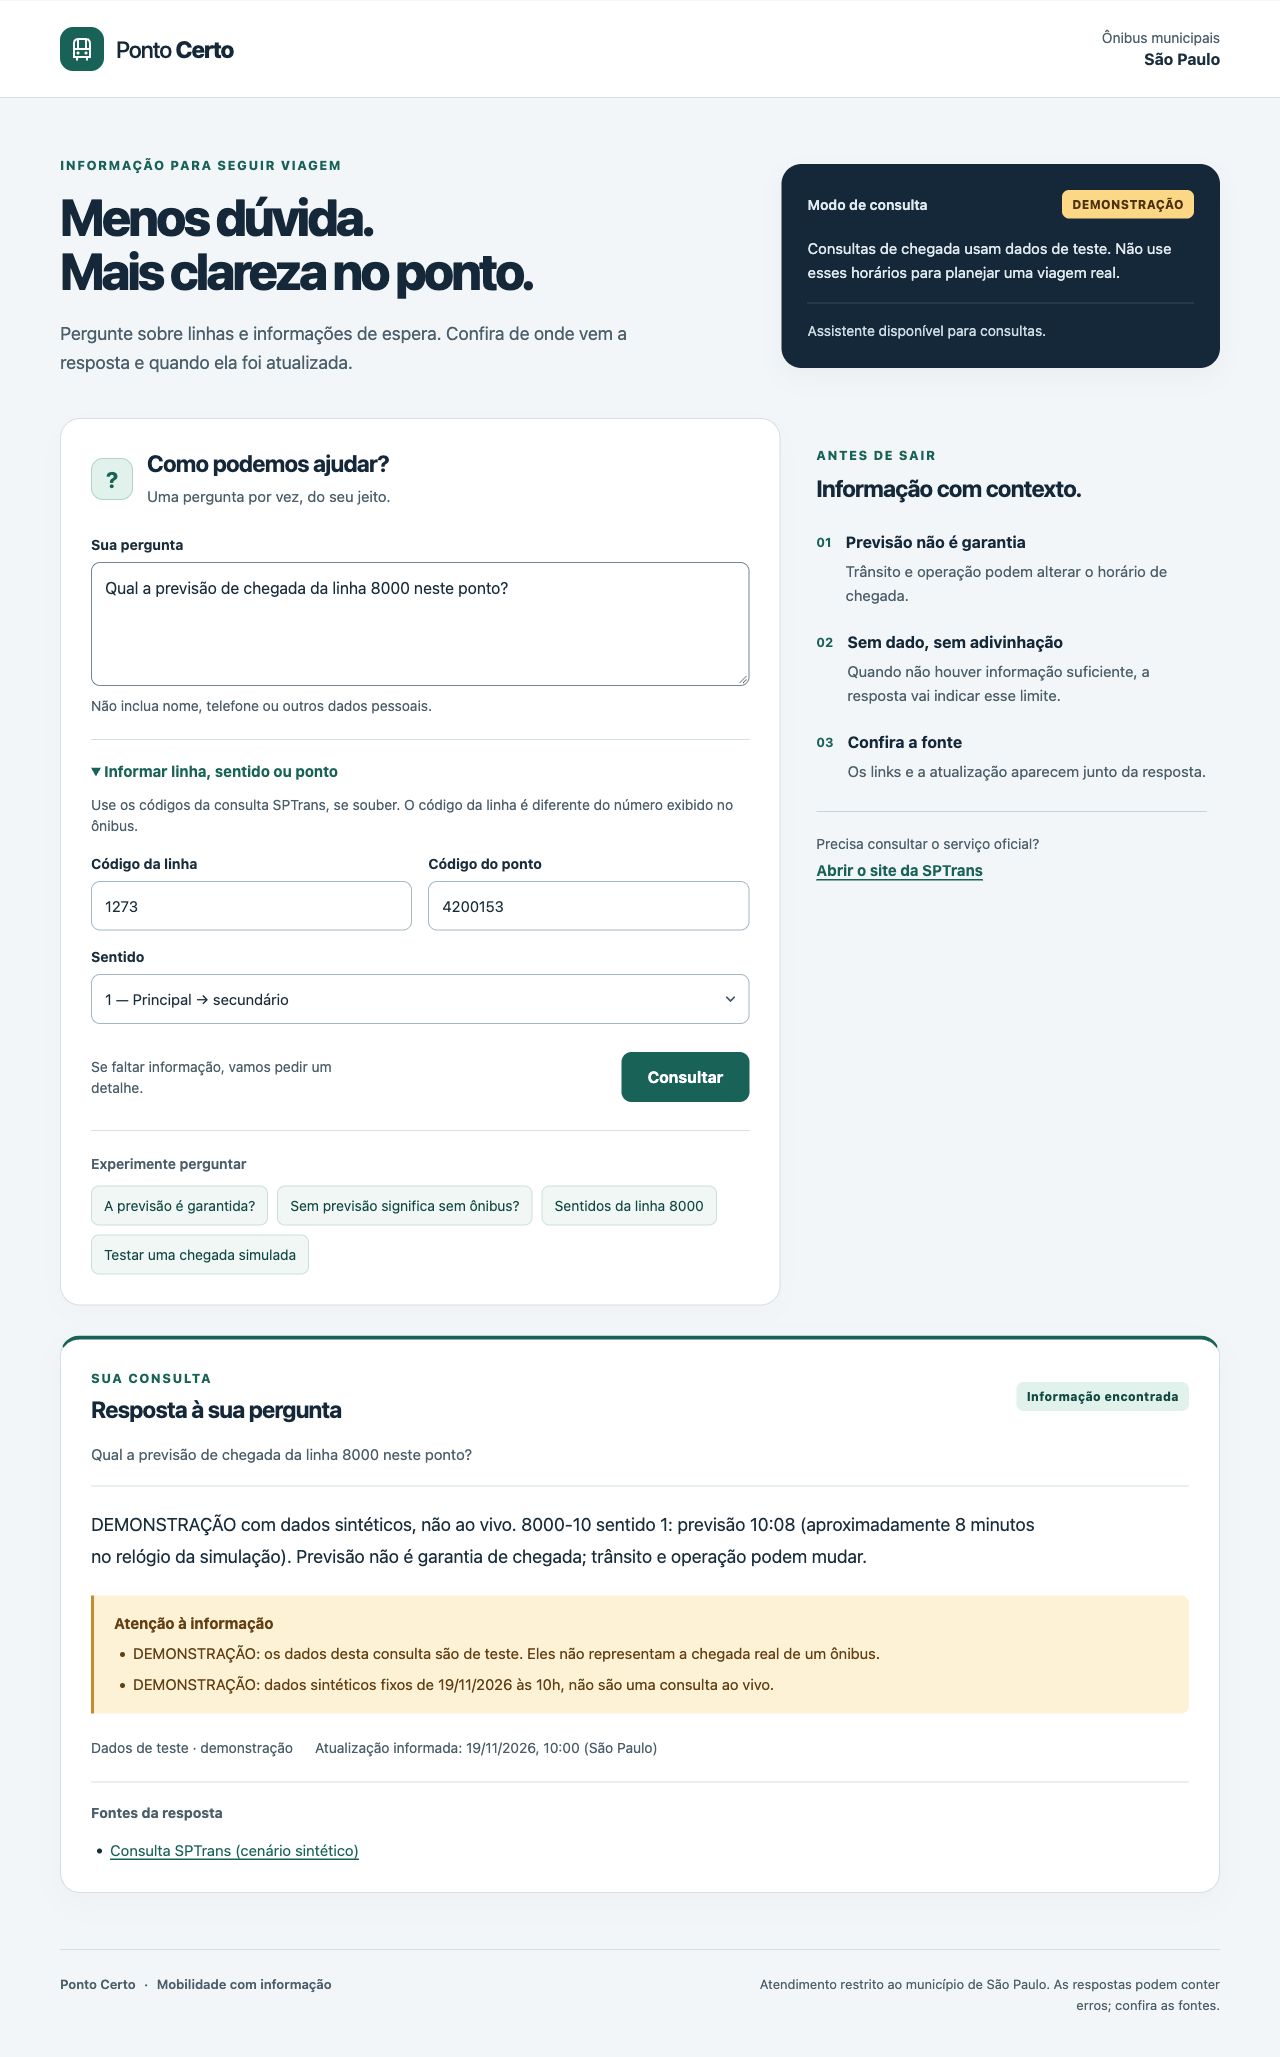 Ponto Certo
Ônibus municipais
São Paulo
INFORMAÇÃO PARA SEGUIR VIAGEM
Menos dúvida.
Mais clareza no ponto.
Pergunte sobre linhas e informações de espera. Confira de onde vem a
resposta e quando ela foi atualizada.
Modo de consulta
DEMONSTRAÇÃO
Consultas de chegada usam dados de teste. Não use
esses horários para planejar uma viagem real.
Assistente disponível para consultas.
?
Como podemos ajudar?
Uma pergunta por vez, do seu jeito.
Sua pergunta
Qual a previsão de chegada da linha 8000 neste ponto?
Não inclua nome, telefone ou outros dados pessoais.
▼ Informar linha, sentido ou ponto
Use os códigos da consulta SPTrans, se souber. O código da linha é diferente do número exibido no
ônibus.
Código da linha
Código do ponto
1273
4200153
Sentido
1 — Principal → secundário
Se faltar informação, vamos pedir um
detalhe.
Consultar
Experimente perguntar
A previsão é garantida?
Sem previsão significa sem ônibus?
Sentidos da linha 8000
Testar uma chegada simulada
ANTES DE SAIR
Informação com contexto.
01 Previsão não é garantia
Trânsito e operação podem alterar o horário de
chegada.
02 Sem dado, sem adivinhação
Quando não houver informação suficiente, a
resposta vai indicar esse limite.
03 Confira a fonte
Os links e a atualização aparecem junto da resposta.
Precisa consultar o serviço oficial?
Abrir o site da SPTrans
SUA CONSULTA
Resposta à sua pergunta
Informação encontrada
Qual a previsão de chegada da linha 8000 neste ponto?
DEMONSTRAÇÃO com dados sintéticos, não ao vivo. 8000-10 sentido 1: previsão 10:08 (aproximadamente 8 minutos
no relógio da simulação). Previsão não é garantia de chegada; trânsito e operação podem mudar.
Atenção à informação
• DEMONSTRAÇÃO: os dados desta consulta são de teste. Eles não representam a chegada real de um ônibus.
• DEMONSTRAÇÃO: dados sintéticos fixos de 19/11/2026 às 10h, não são uma consulta ao vivo.
Dados de teste · demonstração
Atualização informada: 19/11/2026, 10:00 (São Paulo)
Fontes da resposta
• Consulta SPTrans (cenário sintético)
Ponto Certo · Mobilidade com informação
Atendimento restrito ao município de São Paulo. As respostas podem conter
erros; confira as fontes.